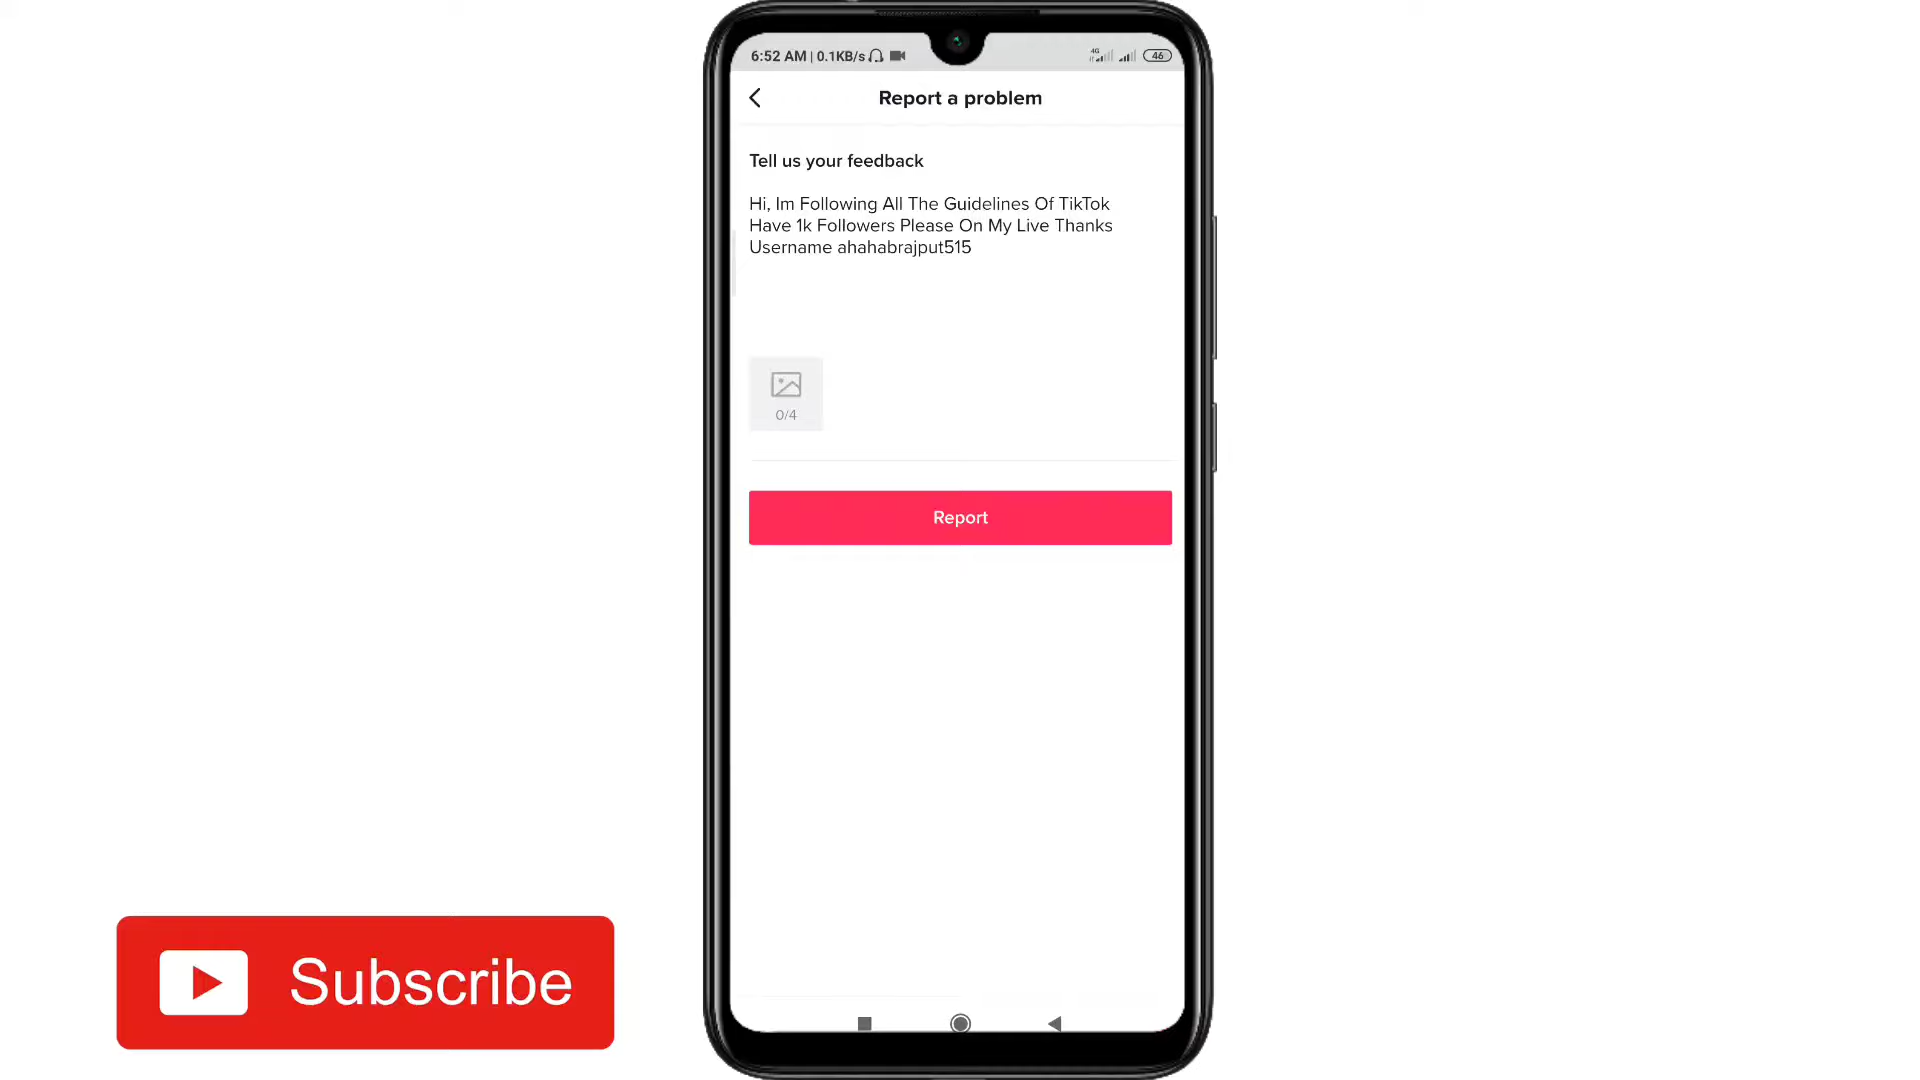 6:52 AM | 0.1KB/s
4G
46
Report a problem
Tell us your feedback
Hi, Im Following All The Guidelines Of TikTok
Have 1k Followers Please On My Live Thanks
Username ahahabrajput515
0/4
Report
Subscribe